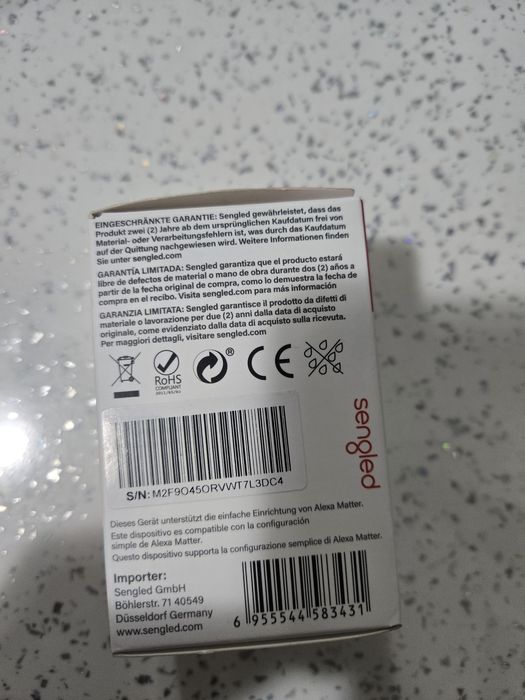 EINGESCHRÄNKTE GARANTIE: Sengled gewährleistet, dass das
Produkt zwei (2) Jahre ab dem ursprünglichen Kaufdatum frei von
Material- oder Verarbeitungsfehlern ist, was durch das Kaufdatum
auf der Quittung nachgewiesen wird. Weitere Informationen finden
Sie unter sengled.com
GARANTÍA LIMITADA: Sengled garantiza que el producto estará
libre de defectos de material o mano de obra durante dos (2) años a
partir de la fecha original de compra, como lo demuestra la fecha de
compra en el recibo. Visita sengled.com para más información
GARANZIA LIMITATA: Sengled garantisce il prodotto da difetti di
materiale o lavorazione per due (2) anni dalla data di acquisto
originale, come evidenziato dalla data di acquisto sulla ricevuta.
Per maggiori dettagli, visitare sengled.com
RoHS
COMPLIANT
2011/65/EU
®
CE
sengled
S/N: M2F9O45ORVWT7L3DC4
Dieses Gerät unterstützt die einfache Einrichtung von Alexa Matter.
Este dispositivo es compatible con la configuración
simple de Alexa Matter.
Questo dispositivo supporta la configurazione semplice di Alexa Matter.
Importer:
Sengled GmbH
Böhlerstr. 71 40549
Düsseldorf Germany
www.sengled.com
6 955544 583431